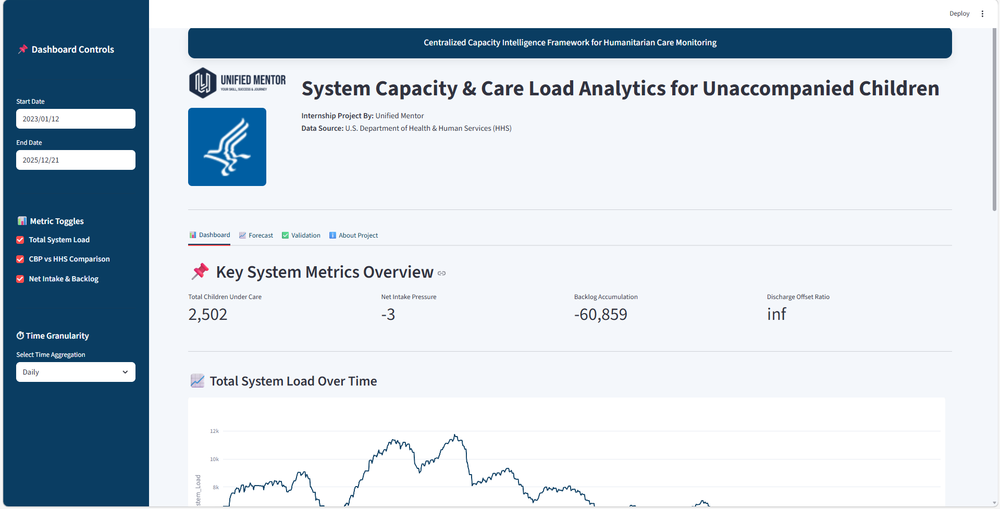 Deploy
📌 Dashboard Controls
Start Date
2023/01/12
End Date
2025/12/21
📊 Metric Toggles
Total System Load
CBP vs HHS Comparison
Net Intake & Backlog
⏱ Time Granularity
Select Time Aggregation
Daily
Centralized Capacity Intelligence Framework for Humanitarian Care Monitoring
UNIFIED MENTOR
YOUR SKILL, SUCCESS & JOURNEY
System Capacity & Care Load Analytics for Unaccompanied Children
Internship Project By: Unified Mentor
Data Source: U.S. Department of Health & Human Services (HHS)
📊 Dashboard
📈 Forecast
✅ Validation
ℹ️ About Project
📌 Key System Metrics Overview
Total Children Under Care
2,502
Net Intake Pressure
-3
Backlog Accumulation
-60,859
Discharge Offset Ratio
inf
📈 Total System Load Over Time
12k
10k
8k
stem_Load